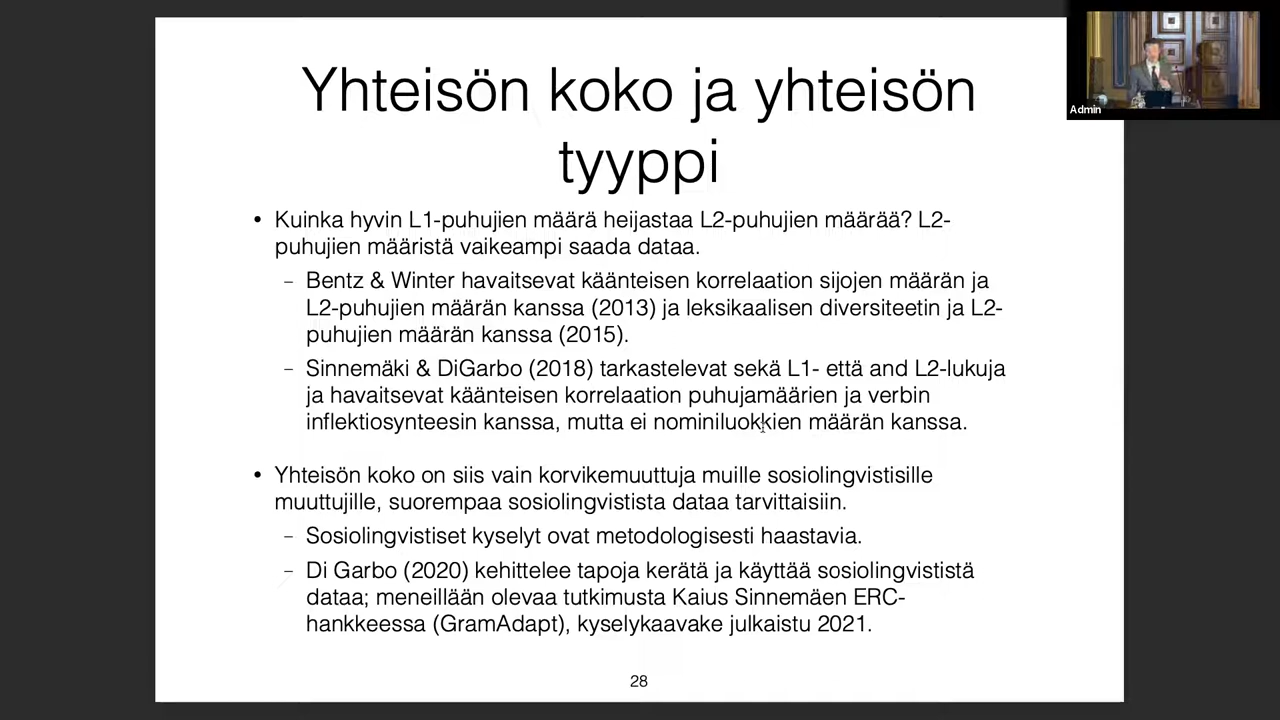 Admin
Yhteisön koko ja yhteisön
tyyppi
• Kuinka hyvin L1-puhujien määrä heijastaa L2-puhujien määrää? L2-
puhujien määristä vaikeampi saada dataa.
– Bentz & Winter havaitsevat käänteisen korrelaation sijojen määrän ja
L2-puhujien määrän kanssa (2013) ja leksikaalisen diversiteetin ja L2-
puhujien määrän kanssa (2015).
– Sinnemäki & DiGarbo (2018) tarkastelevat sekä L1- että and L2-lukuja
ja havaitsevat käänteisen korrelaation puhujamäärien ja verbin
inflektiosynteesin kanssa, mutta ei nominiluokkien määrän kanssa.
• Yhteisön koko on siis vain korvikemuuttuja muille sosiolingvistisille
muuttujille, suorempaa sosiolingvistista dataa tarvittaisiin.
– Sosiolingvistiset kyselyt ovat metodologisesti haastavia.
– Di Garbo (2020) kehittelee tapoja kerätä ja käyttää sosiolingvististä
dataa; meneillään olevaa tutkimusta Kaius Sinnemäen ERC-
hankkeessa (GramAdapt), kyselykaavake julkaistu 2021.
28